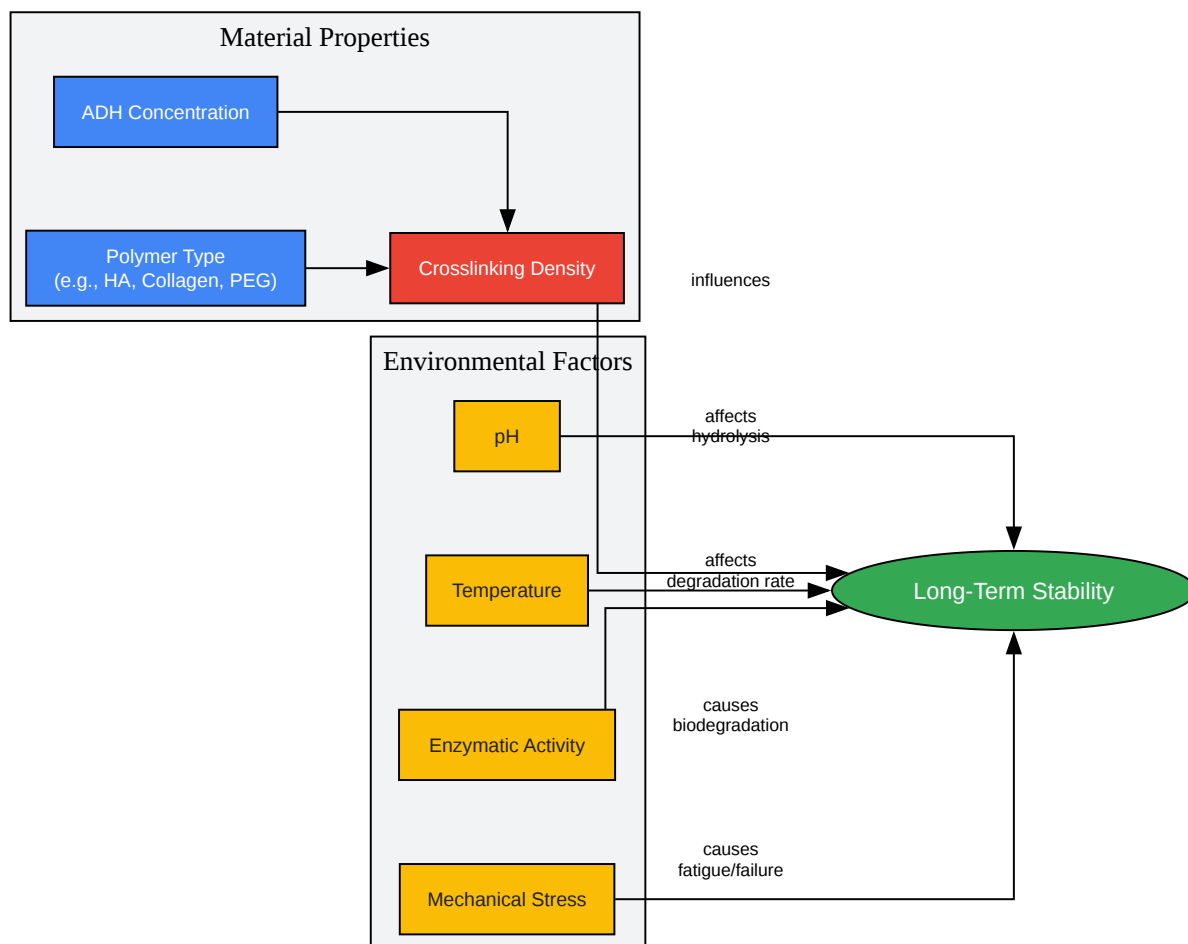 Material Properties
ADH Concentration
Polymer Type
(e.g., HA, Collagen, PEG)
Crosslinking Density
influences
Environmental Factors
pH
affects
hydrolysis
Temperature
affects
degradation rate
Long-Term Stability
Enzymatic Activity
causes
biodegradation
Mechanical Stress
causes
fatigue/failure